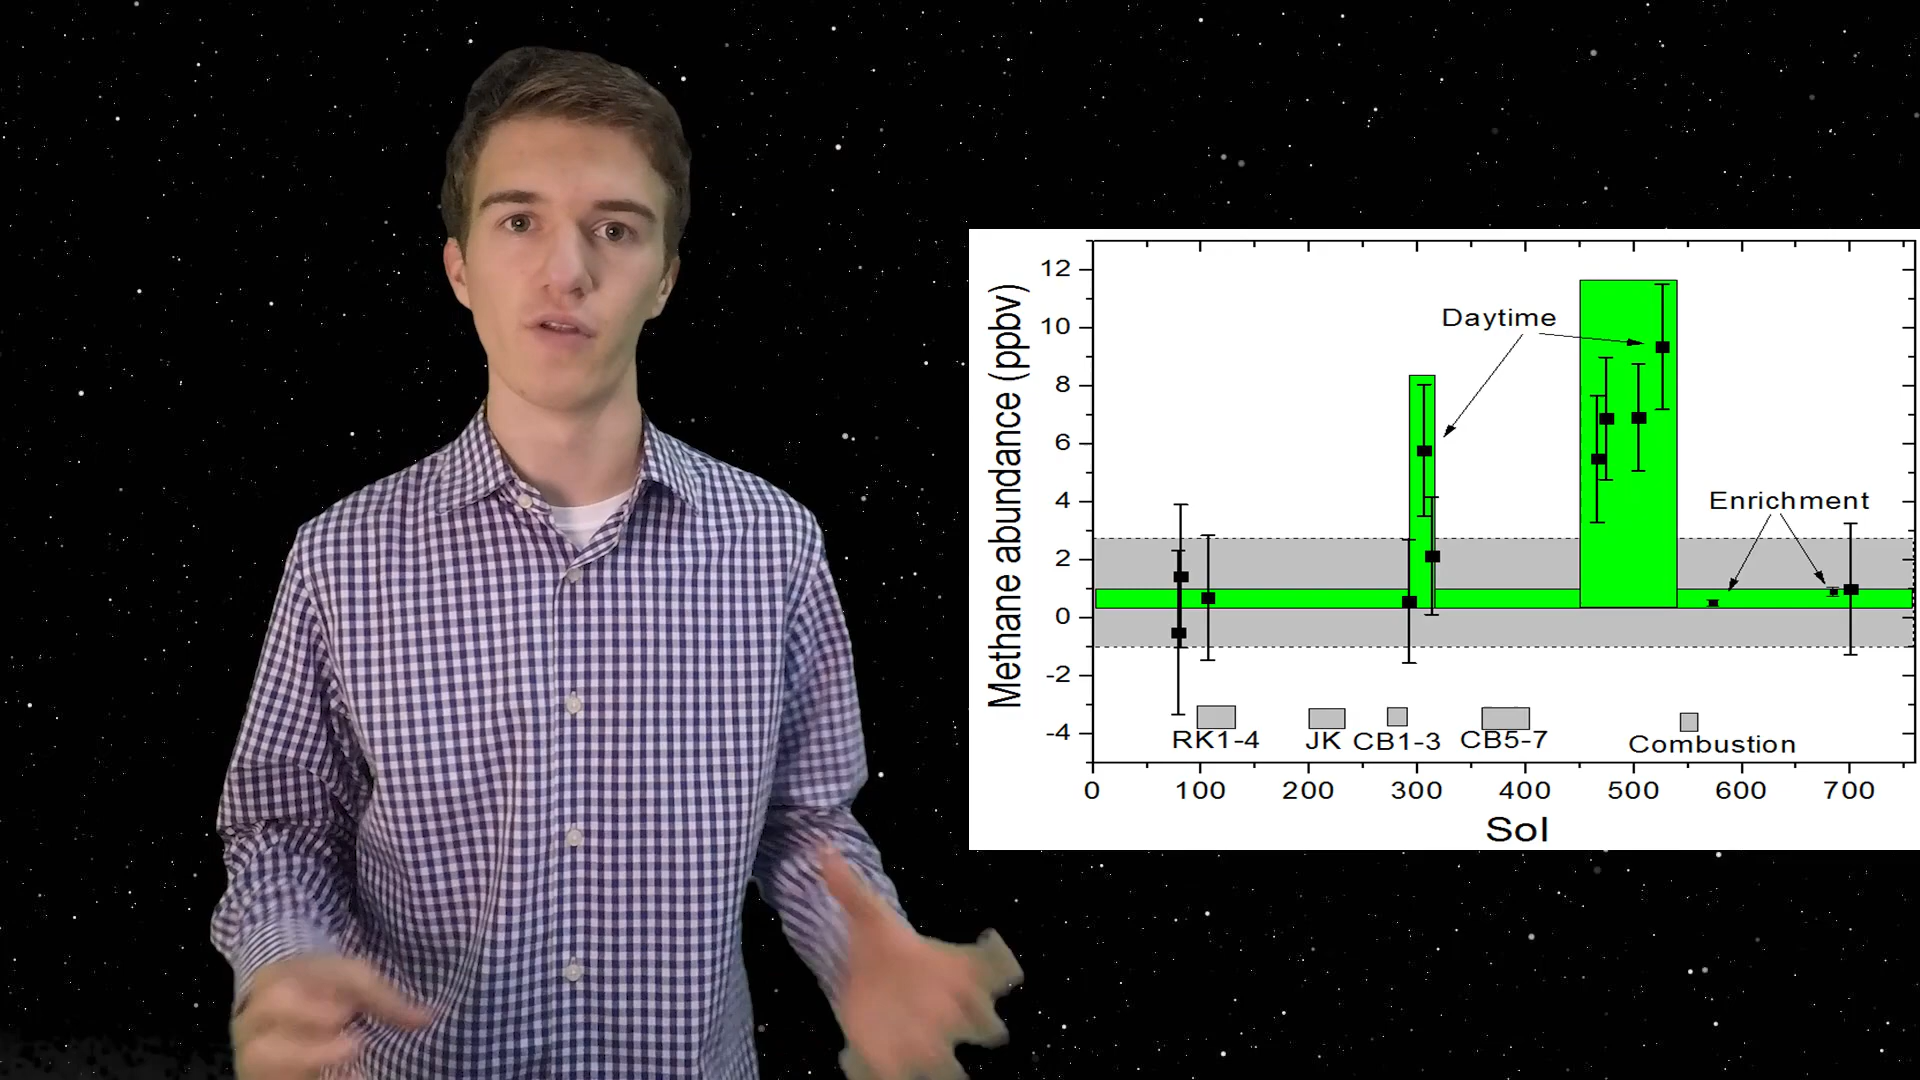 Methane abundance (ppbv)
12
10
8
6
4
2
0
-2
-4
Daytime
Enrichment
RK1-4
JK
CB1-3
CB5-7
Combustion
0 100 200 300 400 500 600 700
Sol